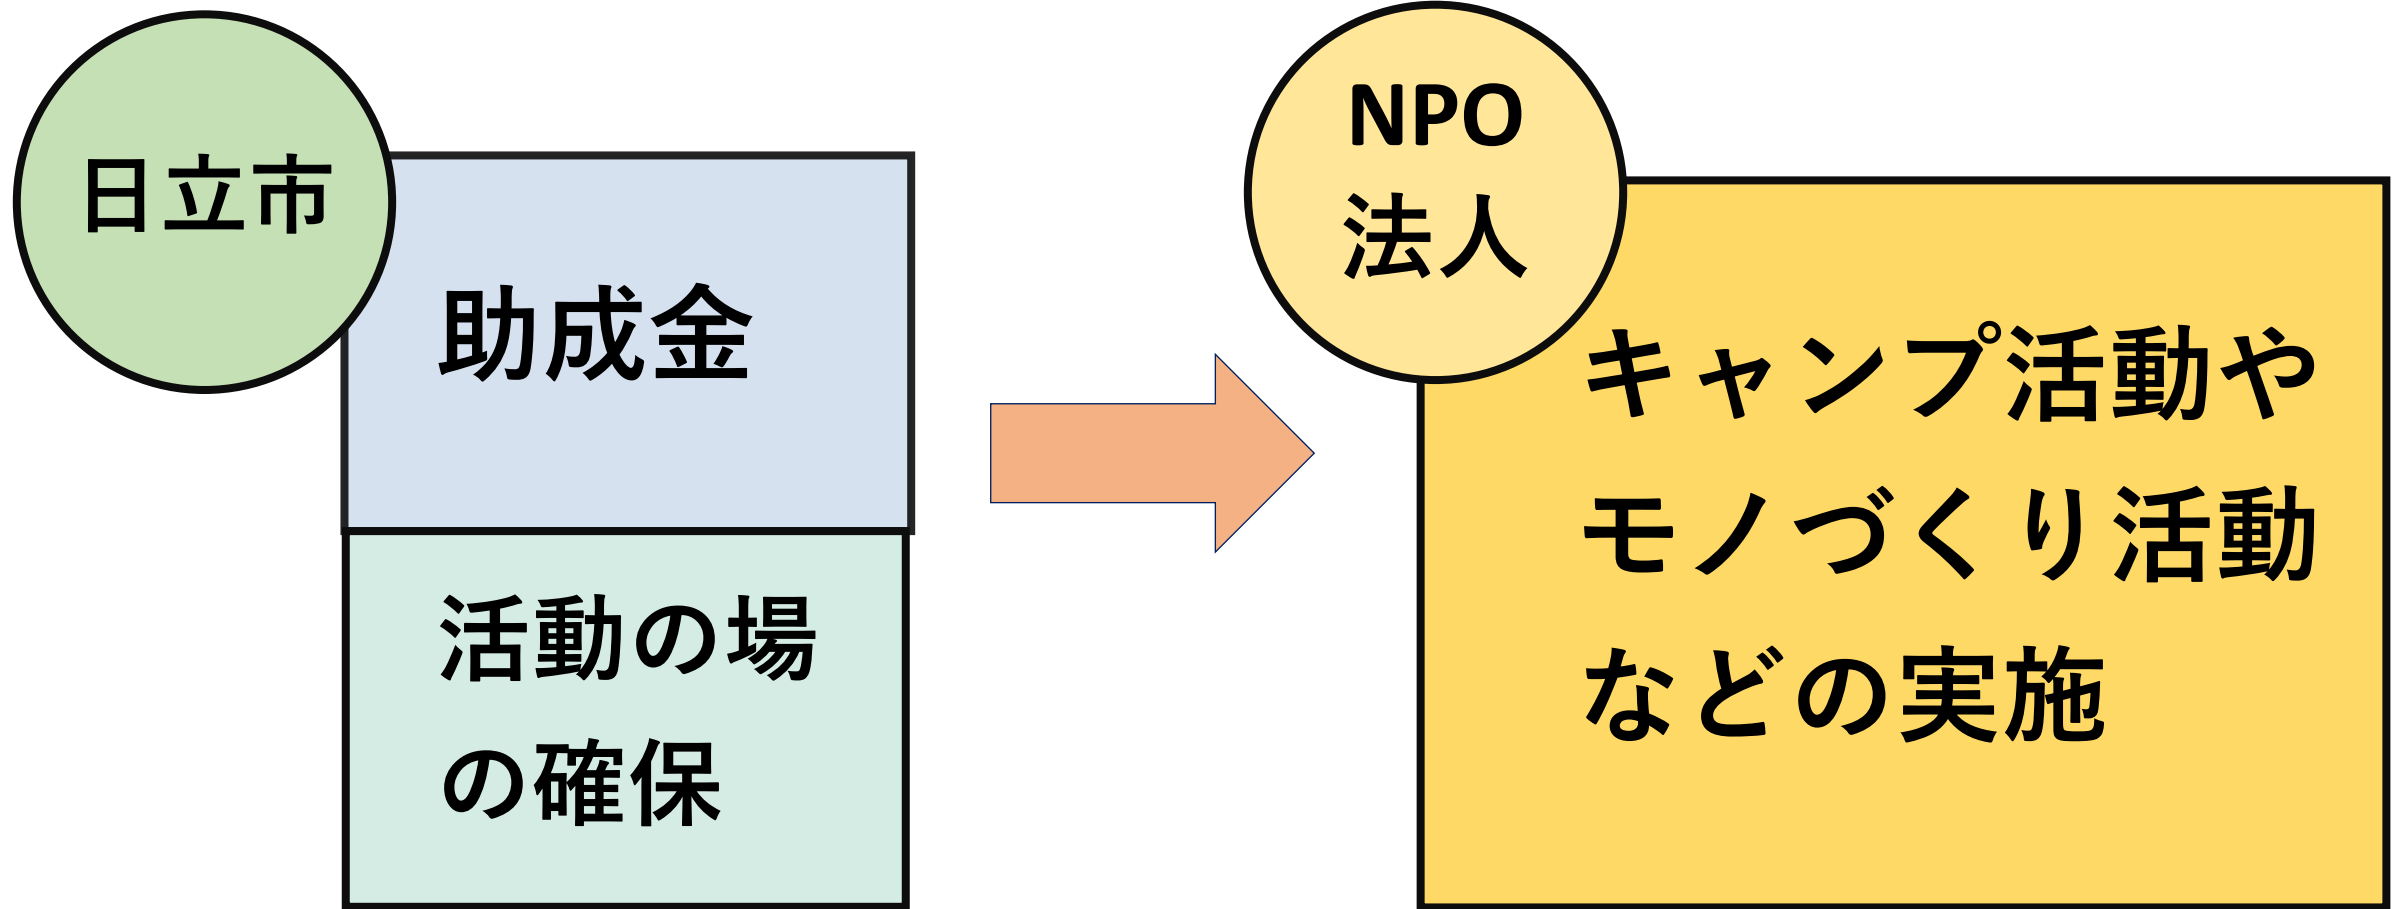 日立市
助成金
活動の場
の確保
NPO
法人
キャンプ活動や
モノづくり活動
などの実施